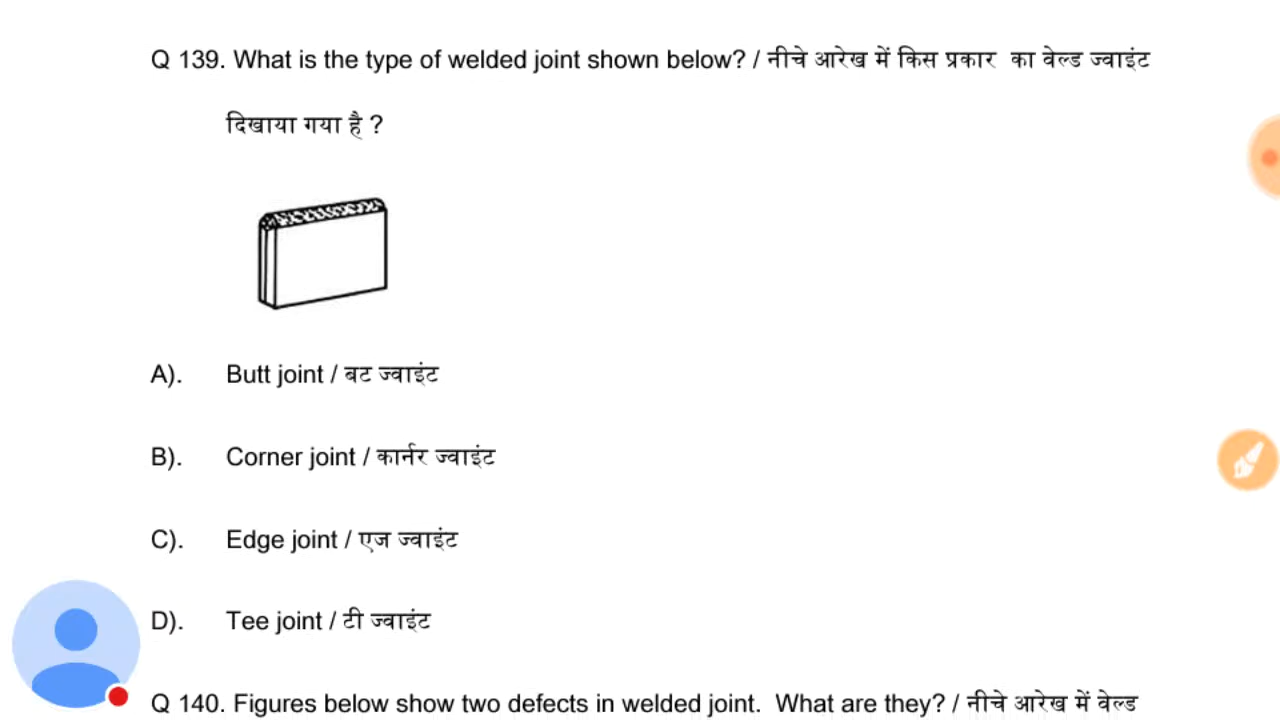 Q 139. What is the type of welded joint shown below? / नीचे आरेख में किस प्रकार का वेल्ड ज्वाइंट
दिखाया गया है ?
A). Butt joint / बट ज्वाइंट
B). Corner joint / कार्नर ज्वाइंट
C). Edge joint / एज ज्वाइंट
D). Tee joint / टी ज्वाइंट
Q 140. Figures below show two defects in welded joint. What are they? / नीचे आरेख में वेल्ड